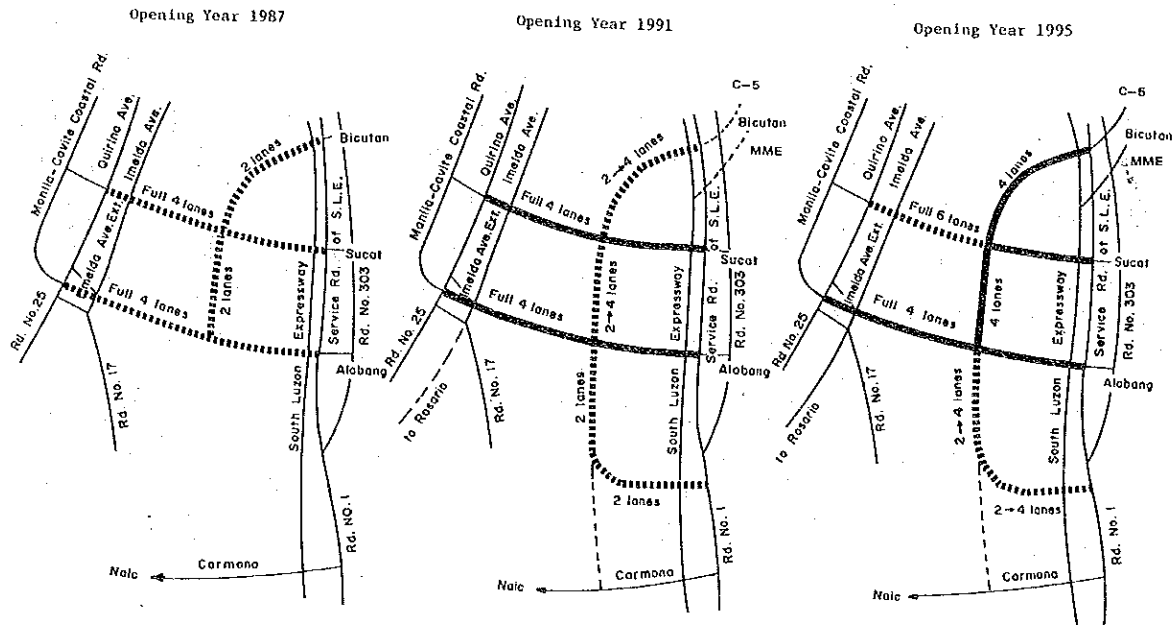 Opening Year 1987
Manila-Cavite Coastal Rd.
Quirino Ave.
Imelda Ave.
2 lanes
Bicutan
Full 4 lanes
Imelda Ave. Ext.
2 lanes
Sucat
of S.L.E.
Full 4 lanes
Expressway
Service Rd.
Rd. No. 303
Rd. No. 25
Alabang
Rd. No. 17
South Luzon
Rd. NO. 1
Naic
Carmona
Opening Year 1991
C-5
Bicutan
MME
Manila-Cavite Coastal Rd.
Quirino Ave.
Imelda Ave.
2→4 lanes
Full 4 lanes
Imelda Ave. Ext.
2→4 lanes
of S.L.E.
Sucat
Full 4 lanes
Expressway
Service Rd.
Rd. No. 303
Rd. No. 25
Alabang
to Rosario
Rd. No. 17
2 lanes
South Luzon
2 lanes
Rd. NO. 1
Naic
Carmona
Opening Year 1995
C-5
Bicutan
MME
Manila-Cavite Coastal Rd.
Quirino Ave.
Imelda Ave.
4 lanes
Full 6 lanes
Imelda Ave. Ext.
4 lanes
of S.L.E.
Sucat
Full 4 lanes
Expressway
Service Rd.
Rd. No. 303
Rd. No. 25
Alabang
to Rosario
Rd. No. 17
2→4 lanes
South Luzon
2→4 lanes
Rd. NO. 1
Naic
Carmona